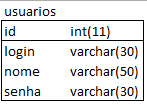 usuarios
id int(11)
login varchar(30)
nome varchar(50)
senha varchar(30)